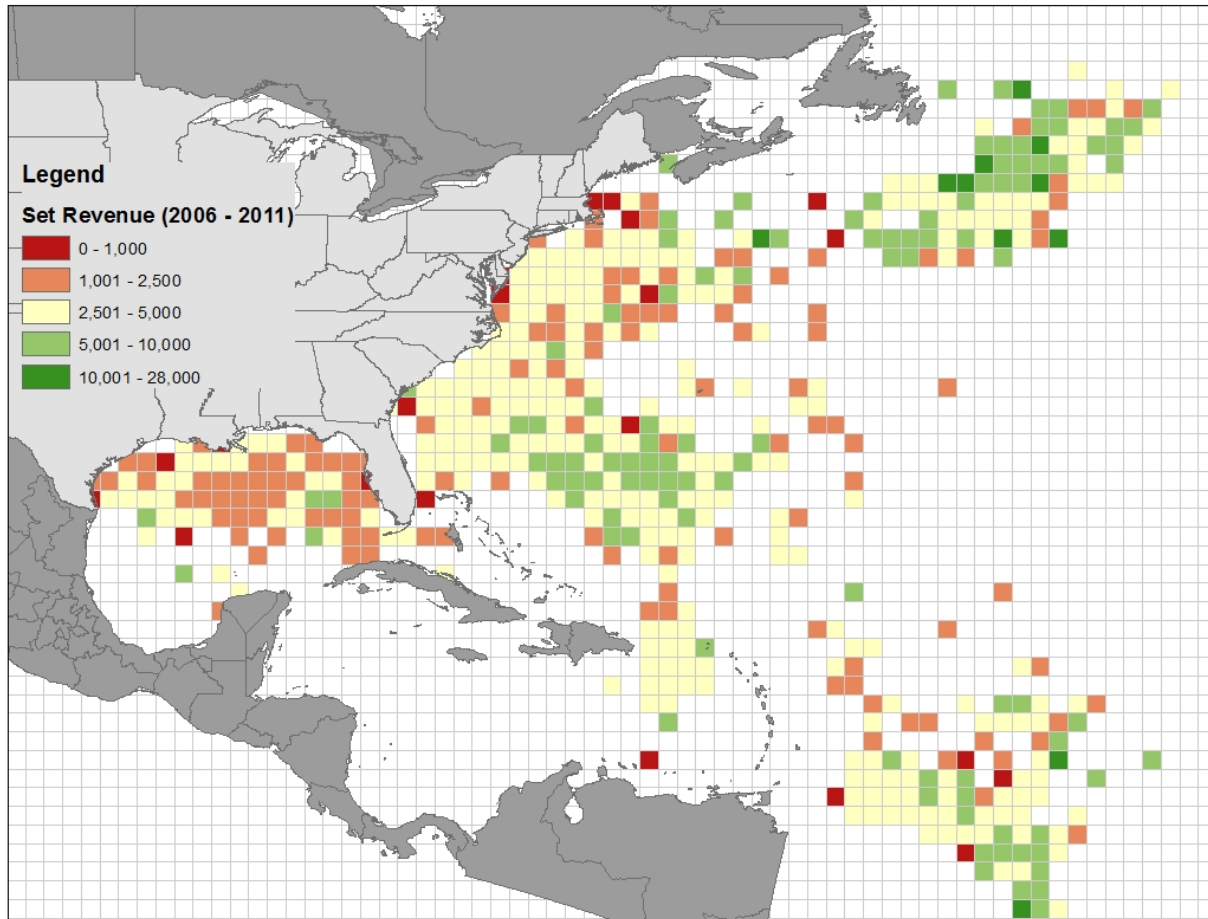 Legend
Set Revenue (2006 - 2011)
0 - 1,000
1,001 - 2,500
2,501 - 5,000
5,001 - 10,000
10,001 - 28,000